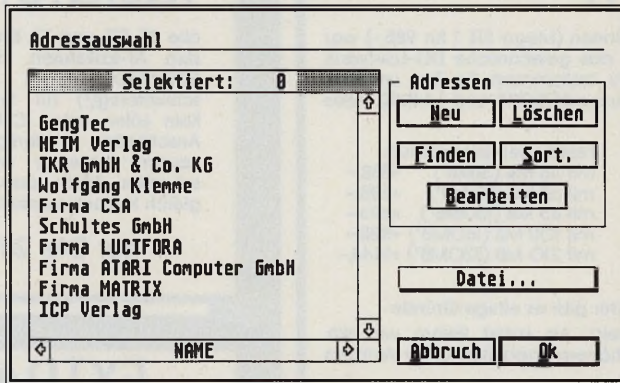 Adressauswahl
Selektiert: 0
GengTec
HEIM Verlag
TKR GmbH & Co. KG
Wolfgang Klemme
Firma CSA
Schultes GmbH
Firma LUCIFORA
Firma ATARI Computer GmbH
Firma MATRIX
ICP Verlag
NAME
Adressen
Neu Löschen
Finden Sort.
Bearbeiten
Datei...
Abbruch Ok